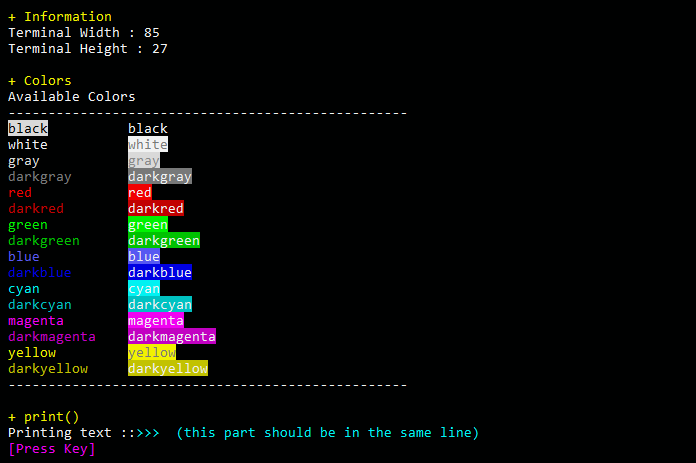 + Information
Terminal Width : 85
Terminal Height : 27
+ Colors
Available Colors
--------------------------------------------------
black black
white white
gray gray
darkgray darkgray
red red
darkred darkred
green green
darkgreen darkgreen
blue blue
darkblue darkblue
cyan cyan
darkcyan darkcyan
magenta magenta
darkmagenta darkmagenta
yellow yellow
darkyellow darkyellow
--------------------------------------------------
+ print()
Printing text ::>>>  (this part should be in the same line)
[Press Key]